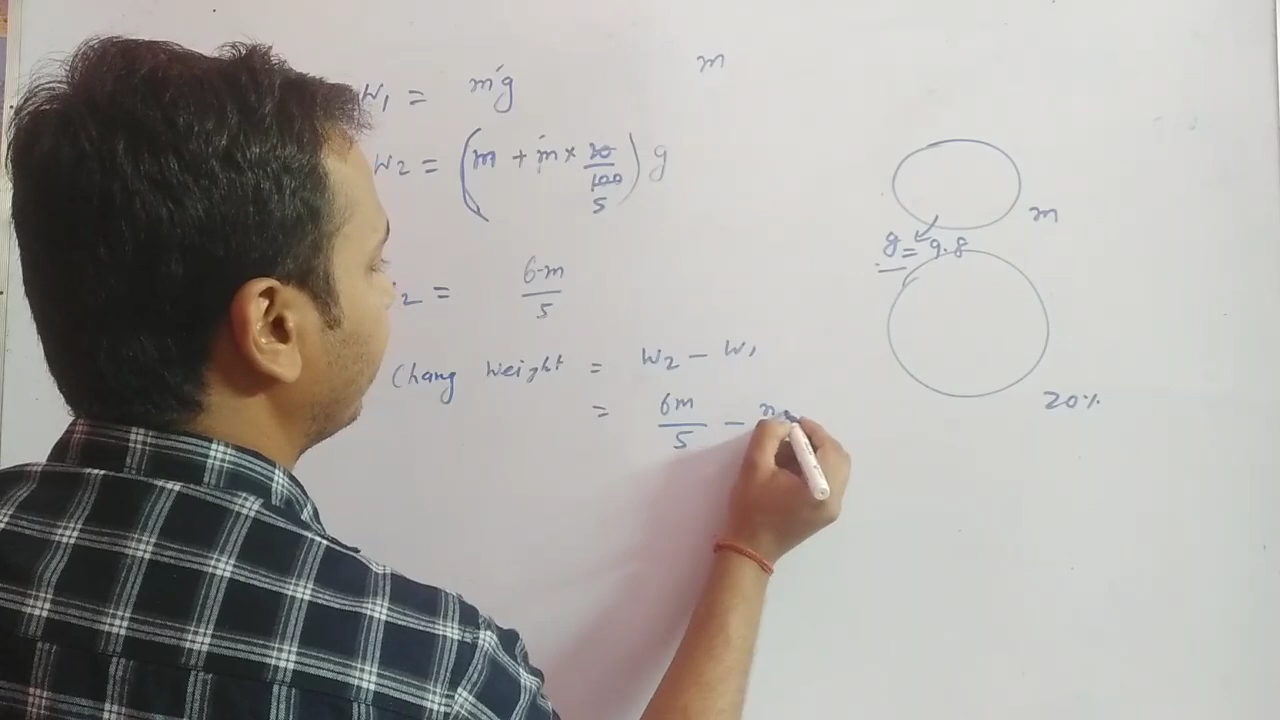 W₁ = mg
m
W₂ = (m + m × 20/100 5) g
m
g = 9.8
2 = 6m/5
Chang Weight = W₂ − W₁
= 6m/5 −
20%